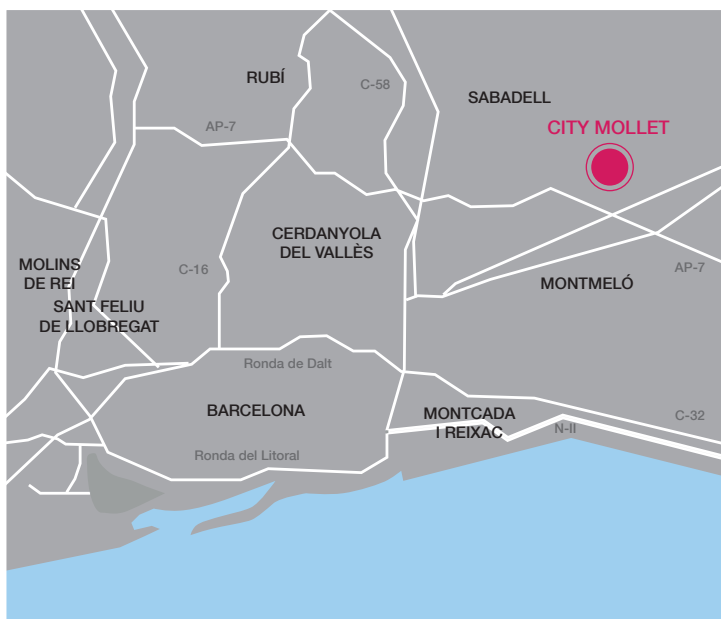 RUBÍ
C-58
SABADELL
AP-7
CITY MOLLET
CERDANYOLA
DEL VALLÈS
MOLINS
DE REI
C-16
AP-7
MONTMELÓ
SANT FELIU
DE LLOBREGAT
Ronda de Dalt
BARCELONA
MONTCADA
I REIXAC
C-32
N-II
Ronda del Litoral